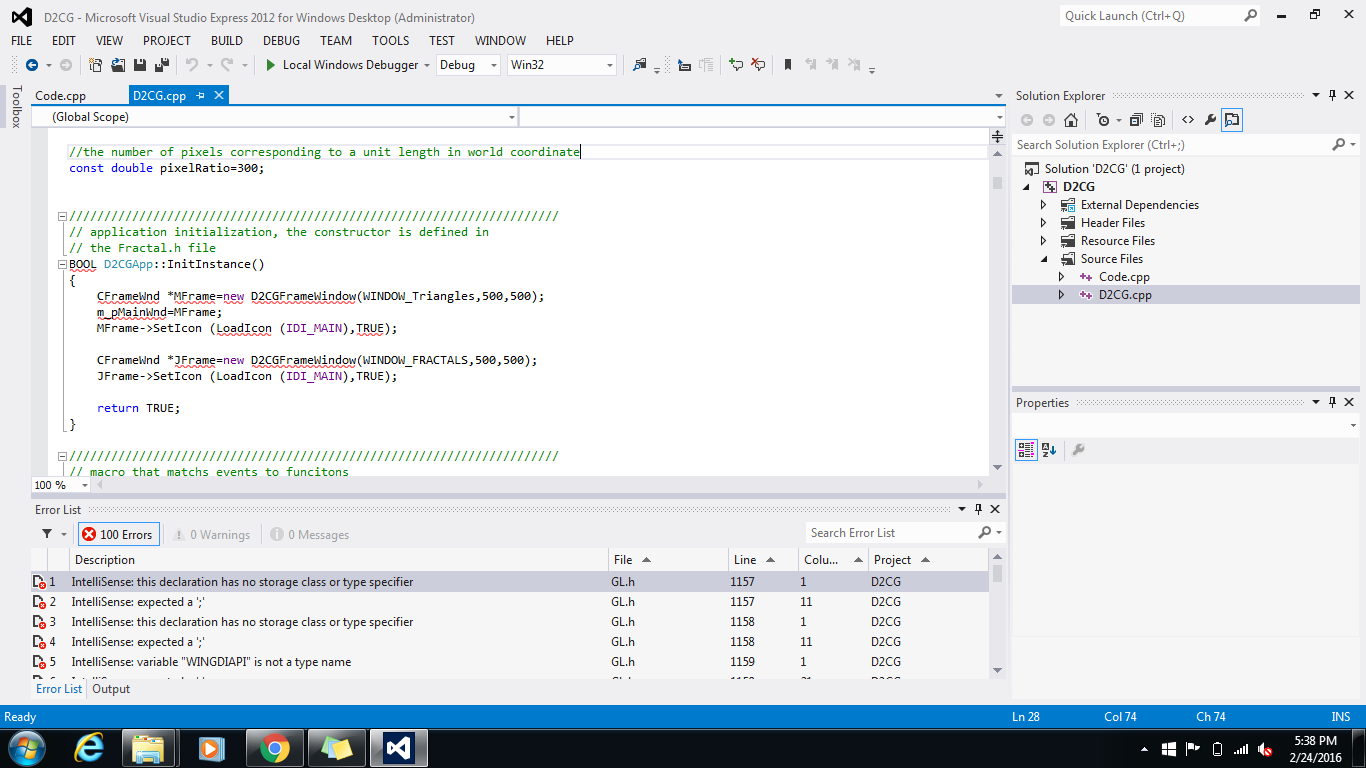 D2CG - Microsoft Visual Studio Express 2012 for Windows Desktop (Administrator)
Quick Launch (Ctrl+Q)
FILE EDIT VIEW PROJECT BUILD DEBUG TEAM TOOLS TEST WINDOW HELP
Local Windows Debugger Debug Win32
Toolbox
Code.cpp D2CG.cpp
(Global Scope)
//the number of pixels corresponding to a unit length in world coordinate
const double pixelRatio=300;
//////////////////////////////////////////////////////////////////////
// application initialization, the constructor is defined in
// the Fractal.h file
BOOL D2CGApp::InitInstance()
{
CFrameWnd *MFrame=new D2CGFrameWindow(WINDOW_Triangles,500,500);
m_pMainWnd=MFrame;
MFrame->SetIcon (LoadIcon (IDI_MAIN),TRUE);
CFrameWnd *JFrame=new D2CGFrameWindow(WINDOW_FRACTALS,500,500);
JFrame->SetIcon (LoadIcon (IDI_MAIN),TRUE);
return TRUE;
}
//////////////////////////////////////////////////////////////////////
// macro that matchs events to funcitons
100 %
Solution Explorer
Search Solution Explorer (Ctrl+;)
Solution 'D2CG' (1 project)
D2CG
External Dependencies
Header Files
Resource Files
Source Files
Code.cpp
D2CG.cpp
Properties
Error List
100 Errors 0 Warnings 0 Messages
Search Error List
Description File Line Colu... Project
1 IntelliSense: this declaration has no storage class or type specifier GL.h 1157 1 D2CG
2 IntelliSense: expected a ';' GL.h 1157 11 D2CG
3 IntelliSense: this declaration has no storage class or type specifier GL.h 1158 1 D2CG
4 IntelliSense: expected a ';' GL.h 1158 11 D2CG
5 IntelliSense: variable "WINGDIAPI" is not a type name GL.h 1159 1 D2CG
Error List Output
Ready Ln 28 Col 74 Ch 74 INS
5:38 PM
2/24/2016